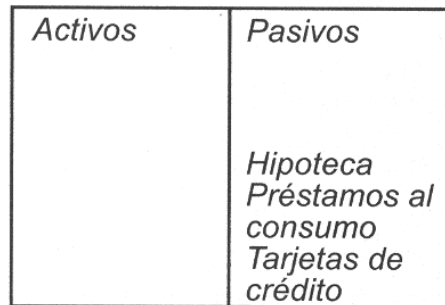 Activos
Pasivos
Hipoteca
Préstamos al
consumo
Tarjetas de
crédito